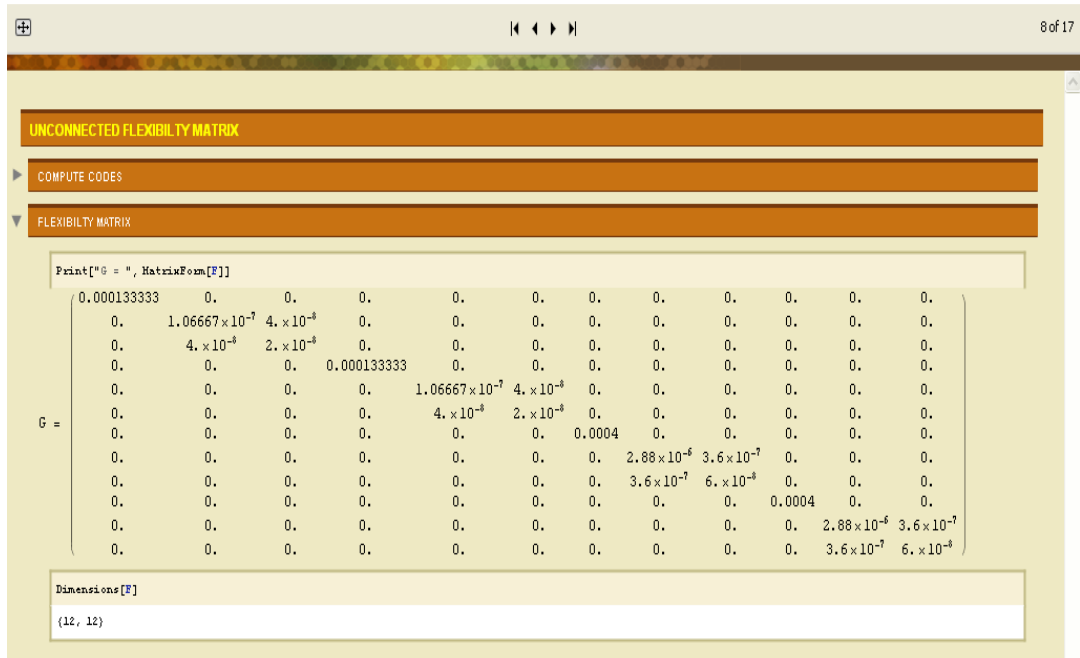 8 of 17
UNCONNECTED FLEXIBILTY MATRIX
COMPUTE CODES
FLEXIBILTY MATRIX
Print["G = ", MatrixForm[F]]
0.000133333 0. 0. 0. 0. 0. 0. 0. 0. 0. 0. 0.
0. 1.06667×10⁻⁷ 4.×10⁻⁸ 0. 0. 0. 0. 0. 0. 0. 0. 0.
0. 4.×10⁻⁸ 2.×10⁻⁸ 0. 0. 0. 0. 0. 0. 0. 0. 0.
0. 0. 0. 0.000133333 0. 0. 0. 0. 0. 0. 0. 0.
0. 0. 0. 0. 1.06667×10⁻⁷ 4.×10⁻⁸ 0. 0. 0. 0. 0. 0.
0. 0. 0. 0. 4.×10⁻⁸ 2.×10⁻⁸ 0. 0. 0. 0. 0. 0.
G =
0. 0. 0. 0. 0. 0. 0.0004 0. 0. 0. 0. 0.
0. 0. 0. 0. 0. 0. 0. 2.88×10⁻⁶ 3.6×10⁻⁷ 0. 0. 0.
0. 0. 0. 0. 0. 0. 0. 3.6×10⁻⁷ 6.×10⁻⁸ 0. 0. 0.
0. 0. 0. 0. 0. 0. 0. 0. 0. 0.0004 0. 0.
0. 0. 0. 0. 0. 0. 0. 0. 0. 0. 2.88×10⁻⁶ 3.6×10⁻⁷
0. 0. 0. 0. 0. 0. 0. 0. 0. 0. 3.6×10⁻⁷ 6.×10⁻⁸
Dimensions[F]
{12, 12}